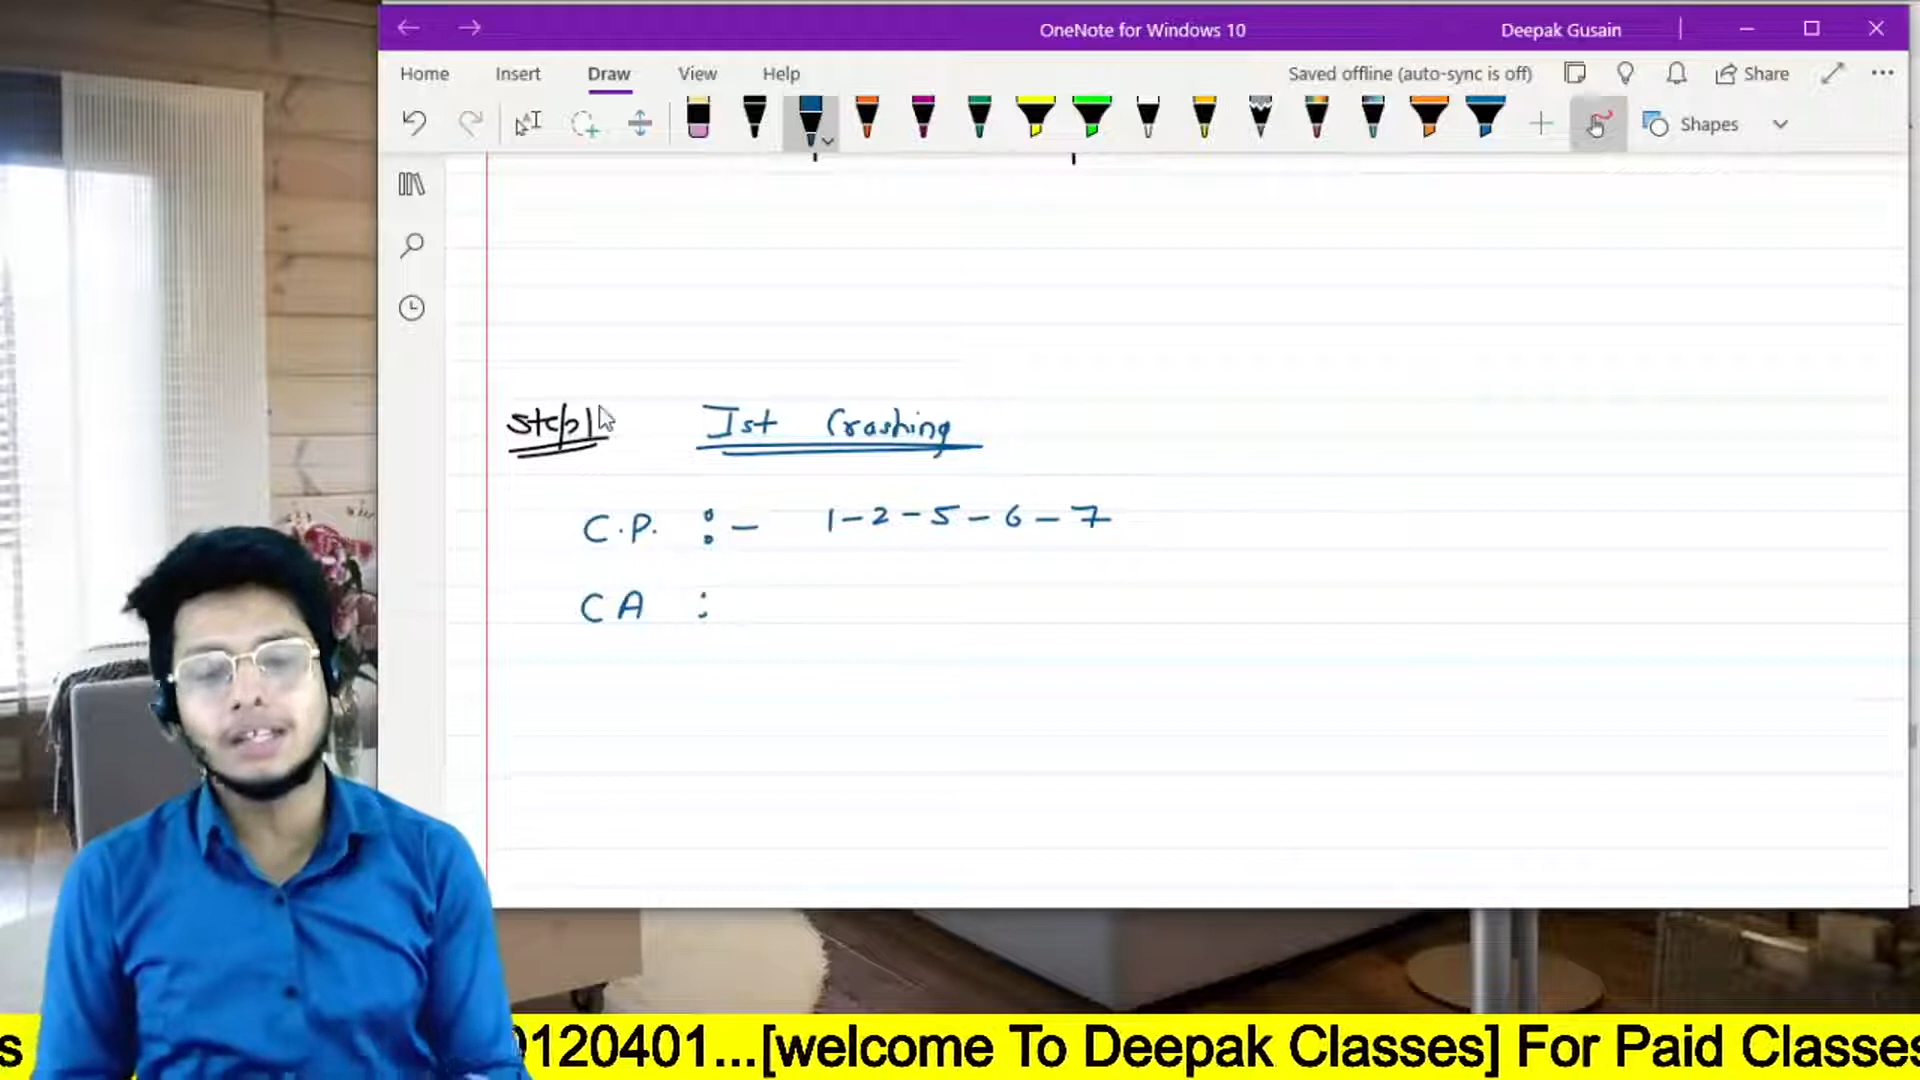 OneNote for Windows 10 Deepak Gusain
Home Insert Draw View Help Saved offline (auto-sync is off) Share
Shapes
Step 1 Ist Crashing
C.P. :- 1-2-5-6-7
CA :
s 0120401...[welcome To Deepak Classes] For Paid Classes